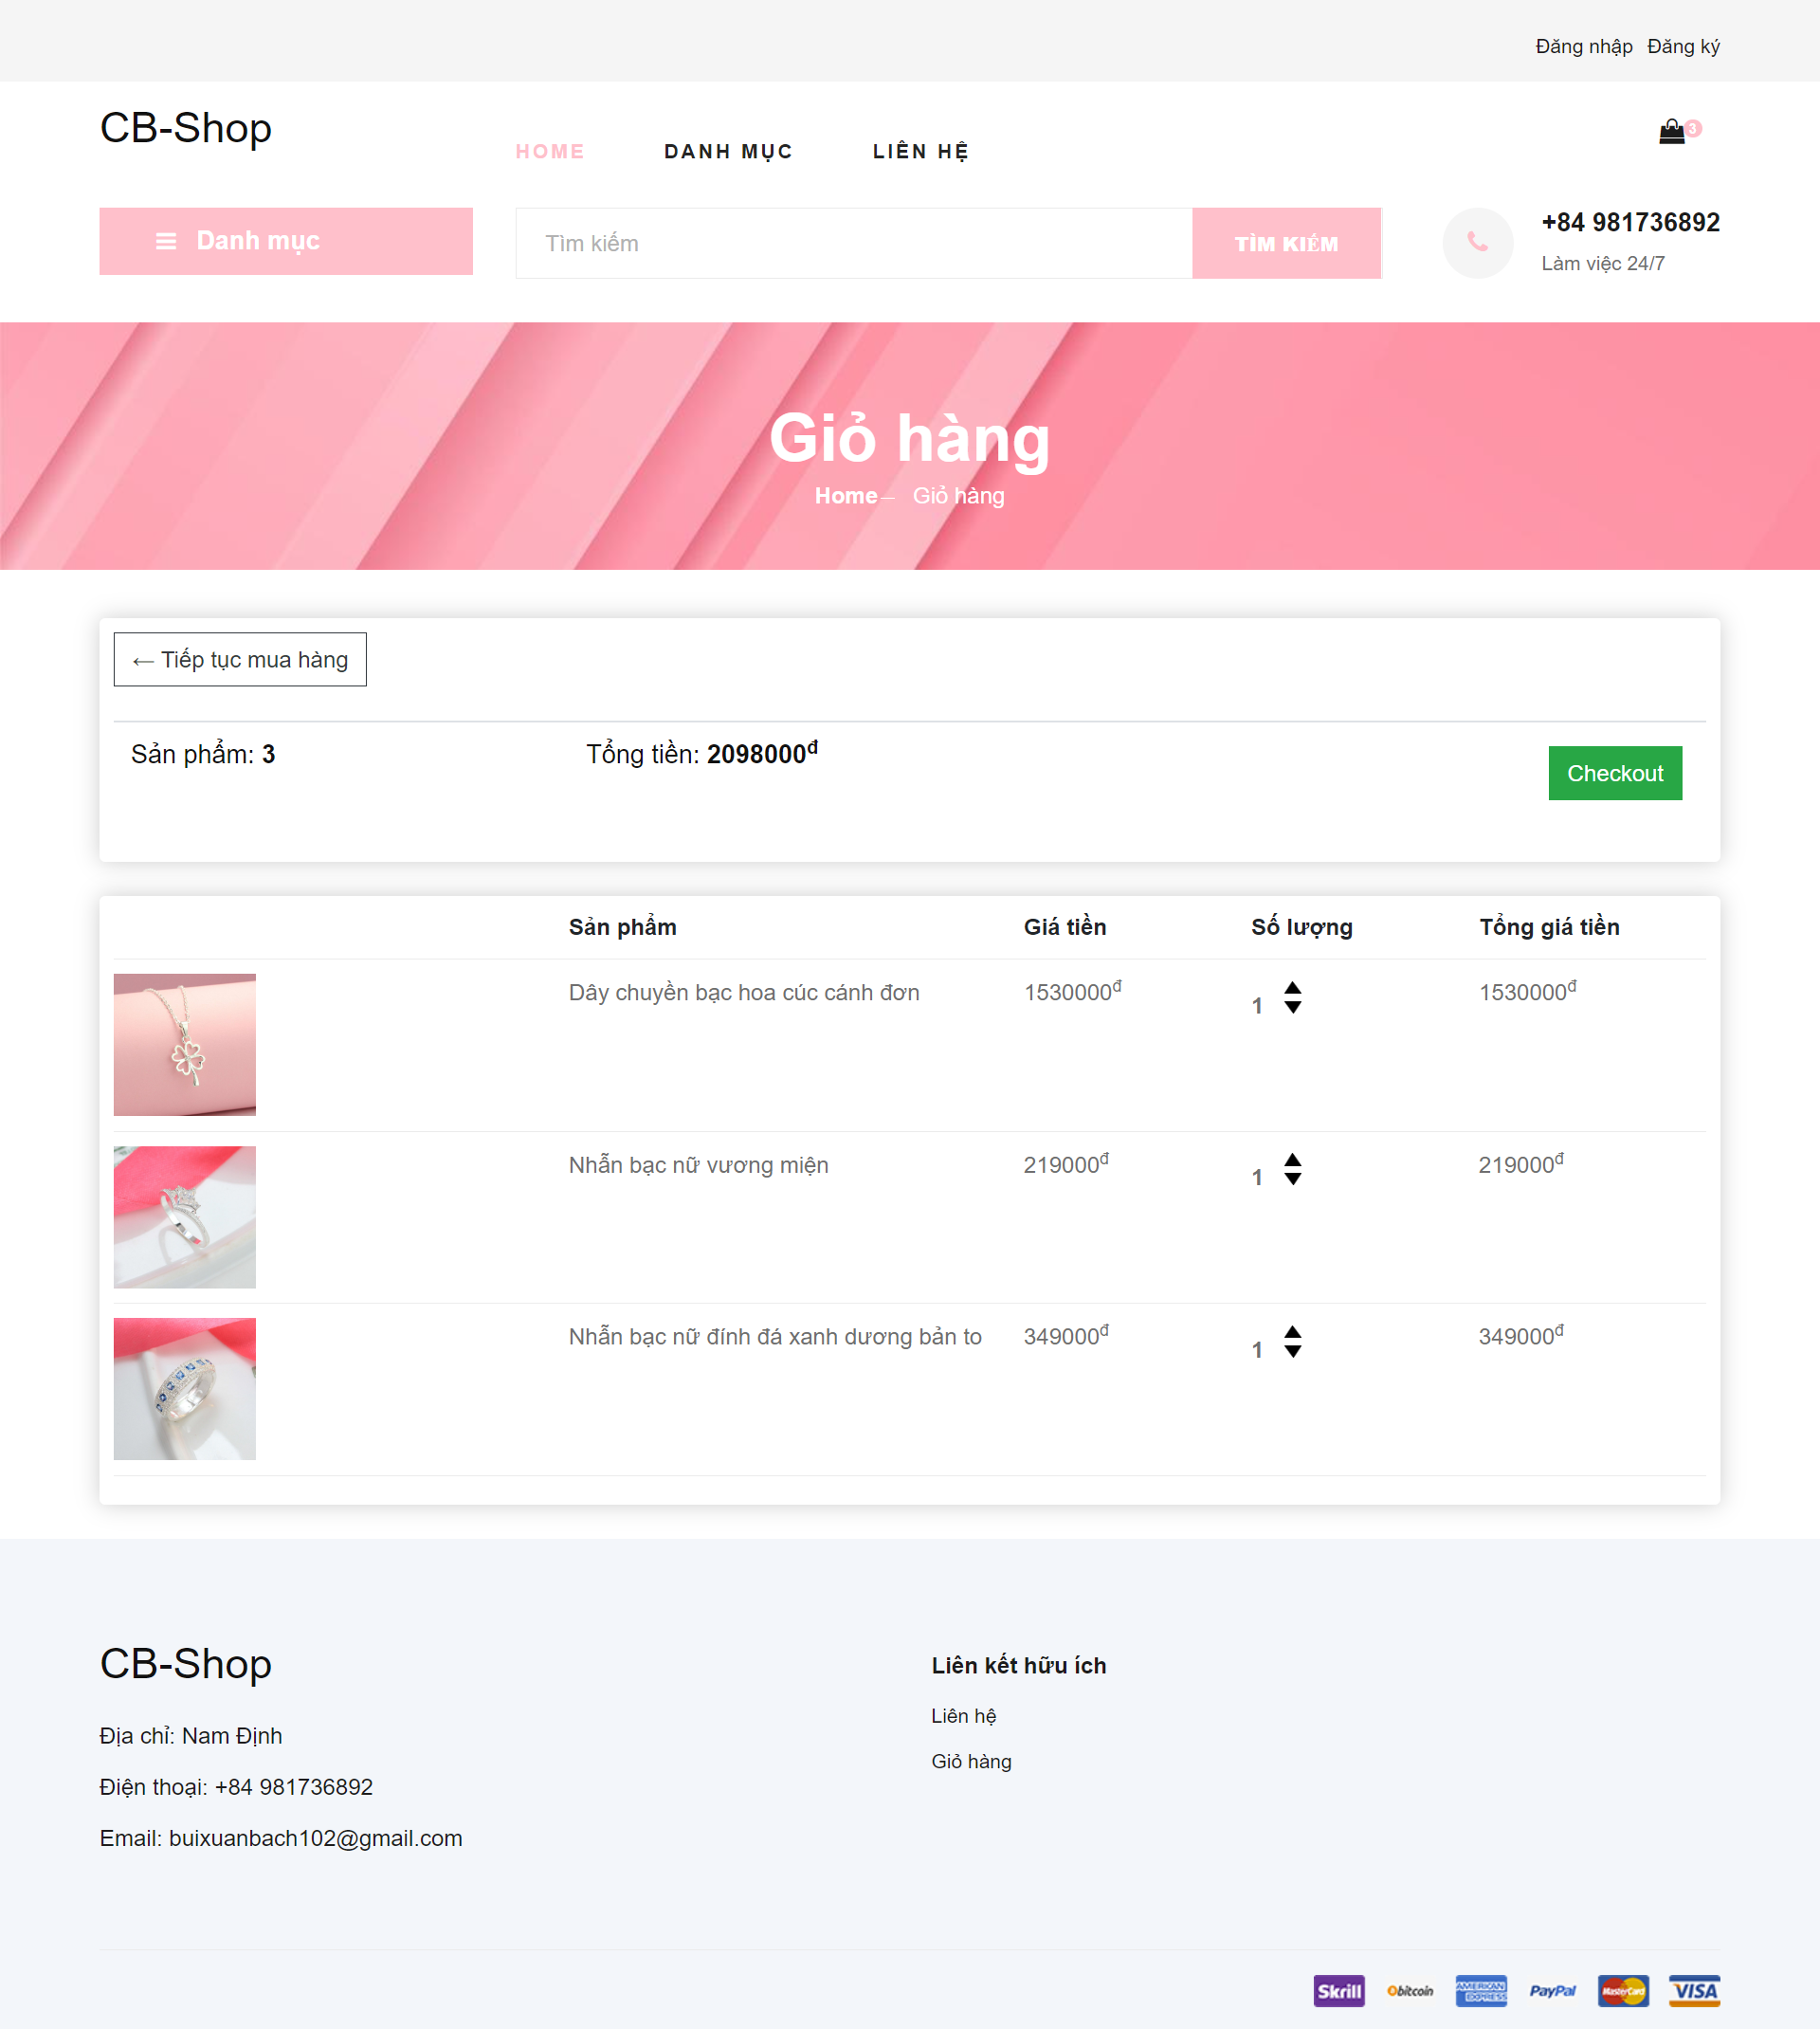 Đăng nhập Đăng ký
CB-Shop
HOME DANH MỤC LIÊN HỆ
3
Danh mục
Tìm kiếm
TÌM KIẾM
+84 981736892
Làm việc 24/7
Giỏ hàng
Home— Giỏ hàng
← Tiếp tục mua hàng
Sản phẩm: 3 Tổng tiền: 2098000đ
Checkout
Sản phẩm Giá tiền Số lượng Tổng giá tiền
Dây chuyền bạc hoa cúc cánh đơn 1530000đ 1 1530000đ
Nhẫn bạc nữ vương miện 219000đ 1 219000đ
Nhẫn bạc nữ đính đá xanh dương bản to 349000đ 1 349000đ
CB-Shop
Địa chỉ: Nam Định
Điện thoại: +84 981736892
Email: buixuanbach102@gmail.com
Liên kết hữu ích
Liên hệ
Giỏ hàng
Skrill bitcoin AMERICAN EXPRESS PayPal MasterCard VISA